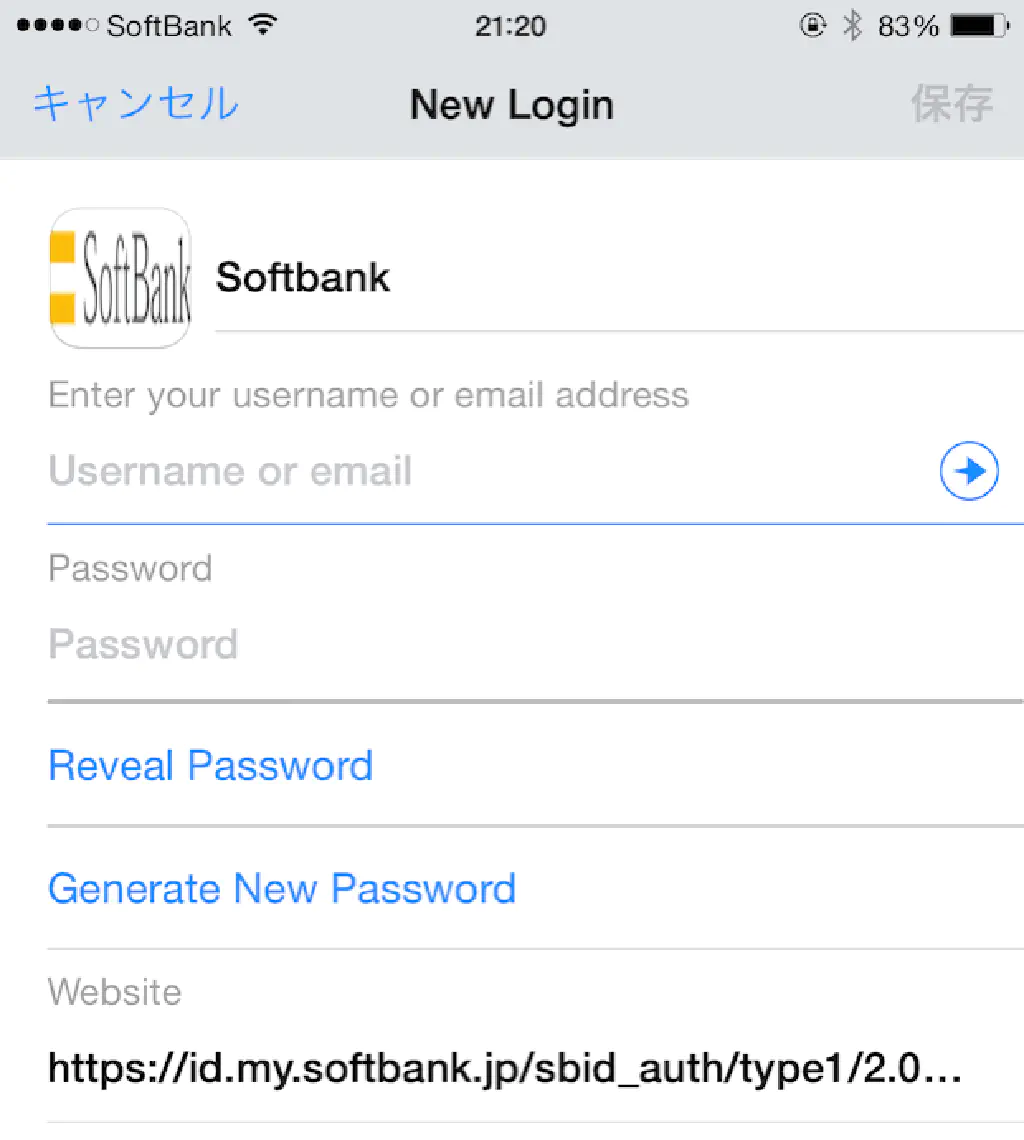 SoftBank 21:20 83%
キャンセル New Login 保存
SoftBank Softbank
Enter your username or email address
Username or email
Password
Password
Reveal Password
Generate New Password
Website
https://id.my.softbank.jp/sbid_auth/type1/2.0...